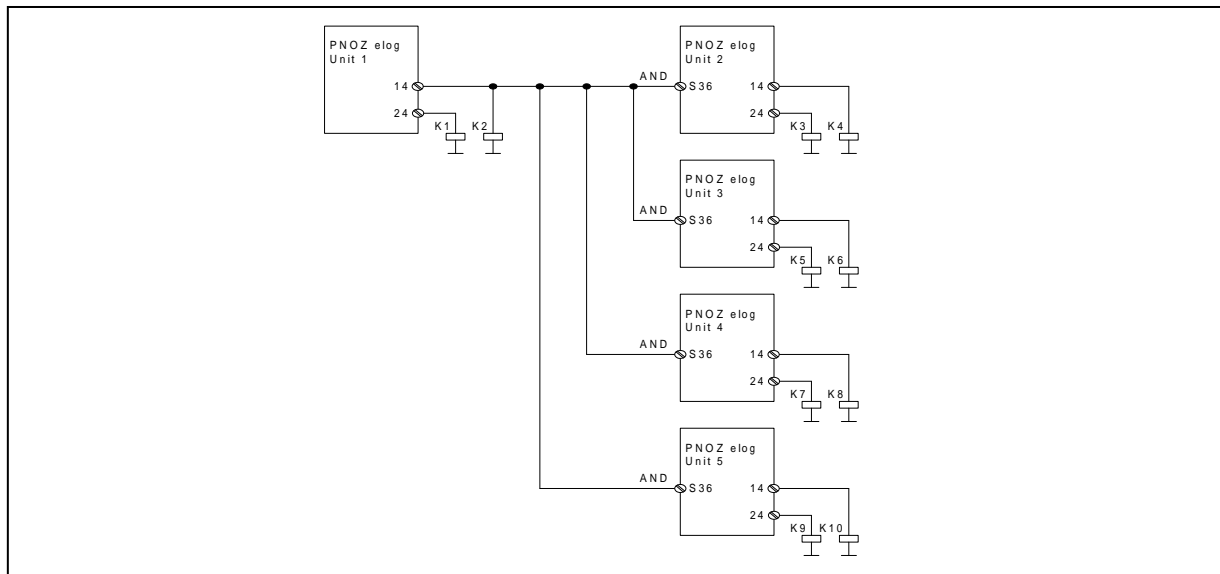 PNOZ elog
Unit 1
14
24
K1 K2
PNOZ elog
Unit 2
AND
S36 14
24
K3 K4
PNOZ elog
Unit 3
AND
S36 14
24
K5 K6
PNOZ elog
Unit 4
AND
S36 14
24
K7 K8
PNOZ elog
Unit 5
AND
S36 14
24
K9 K10